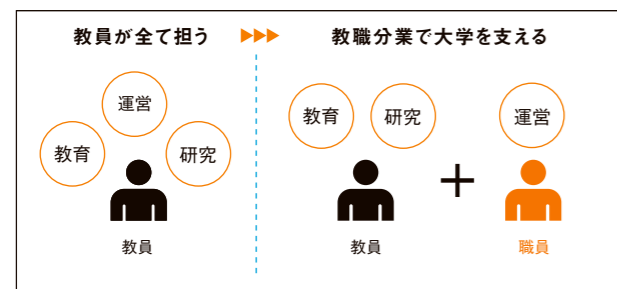 教員が全て担う
教職分業で大学を支える
運営
教育
研究
教員
教育
研究
運営
教員
職員